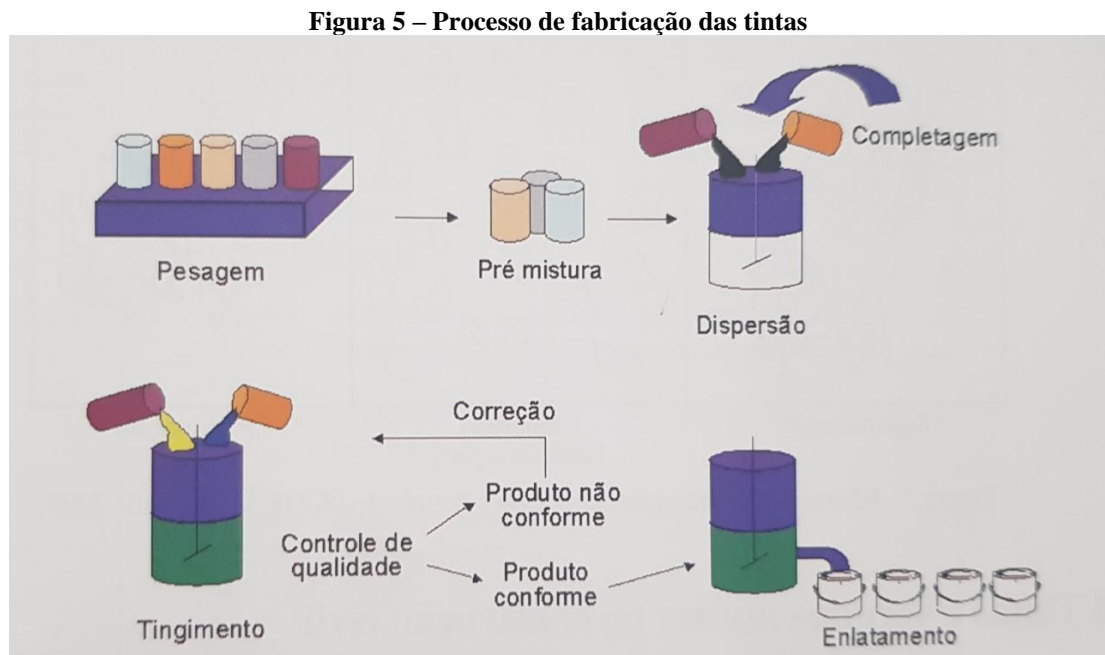 Figura 5 – Processo de fabricação das tintas
Completagem
Pesagem
Pré mistura
Dispersão
Correção
Produto não
conforme
Controle de
qualidade
Produto
conforme
Tingimento
Enlatamento